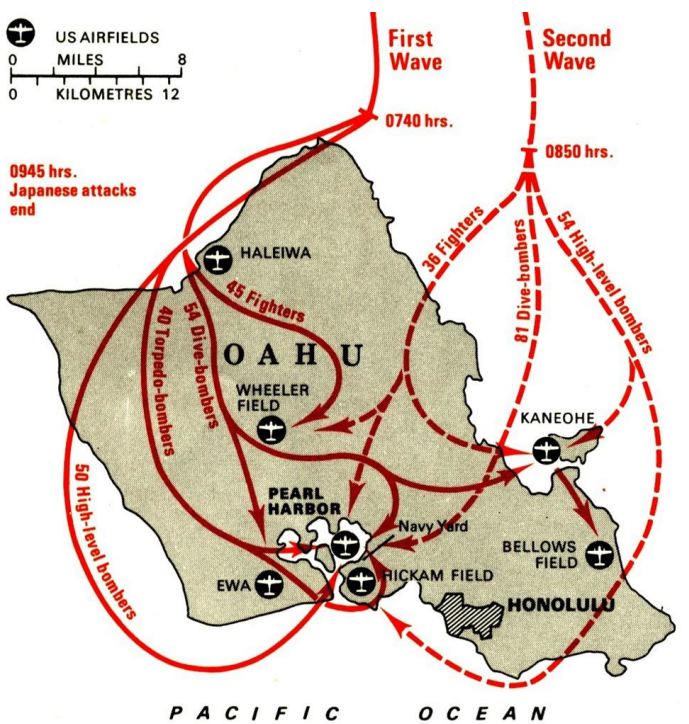 US AIRFIELDS
0 MILES 8
0 KILOMETRES 12
First
Wave
Second
Wave
0740 hrs.
0850 hrs.
0945 hrs.
Japanese attacks
end
HALEIWA
36 Fighters
81 Dive-bombers
54 High-level bombers
45 Fighters
54 Dive-bombers
40 Torpedo-bombers
50 High-level bombers
OAHU
WHEELER
FIELD
KANEOHE
PEARL
HARBOR
Navy Yard
BELLOWS
FIELD
EWA
HICKAM FIELD
HONOLULU
PACIFIC OCEAN